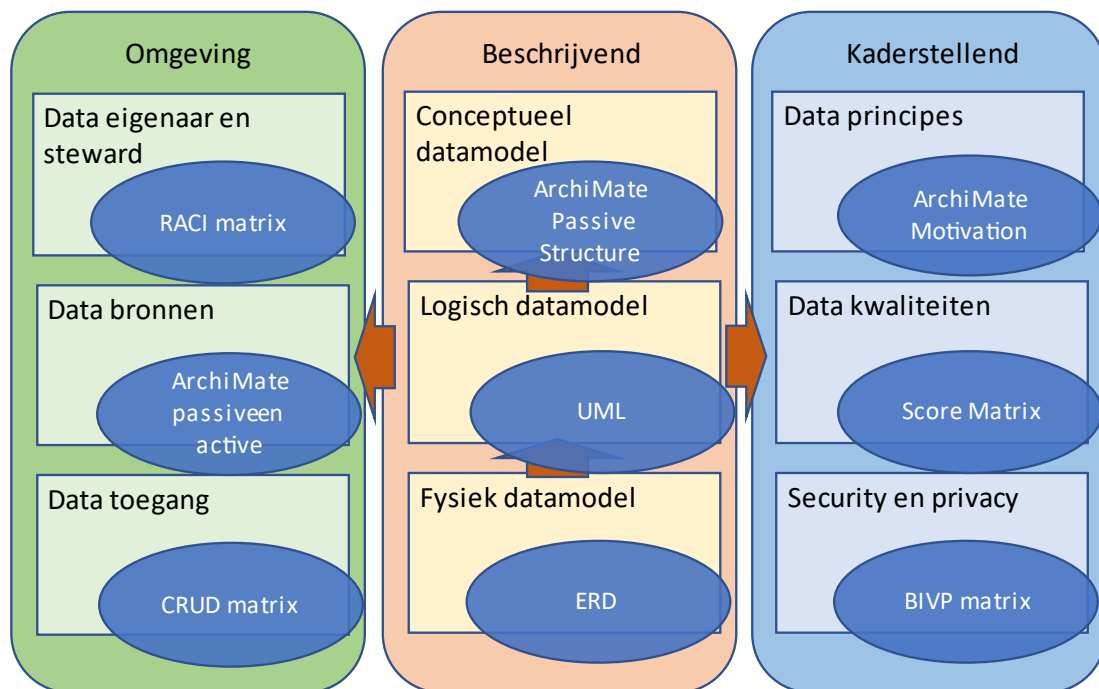 Omgeving
Data eigenaar en
steward
RACI matrix
Data bronnen
ArchiMate
passiveen
active
Data toegang
CRUD matrix
Beschrijvend
Conceptueel
datamodel
ArchiMate
Passive
Structure
Logisch datamodel
UML
Fysiek datamodel
ERD
Kaderstellend
Data principes
ArchiMate
Motivation
Data kwaliteiten
Score Matrix
Security en privacy
BIVP matrix